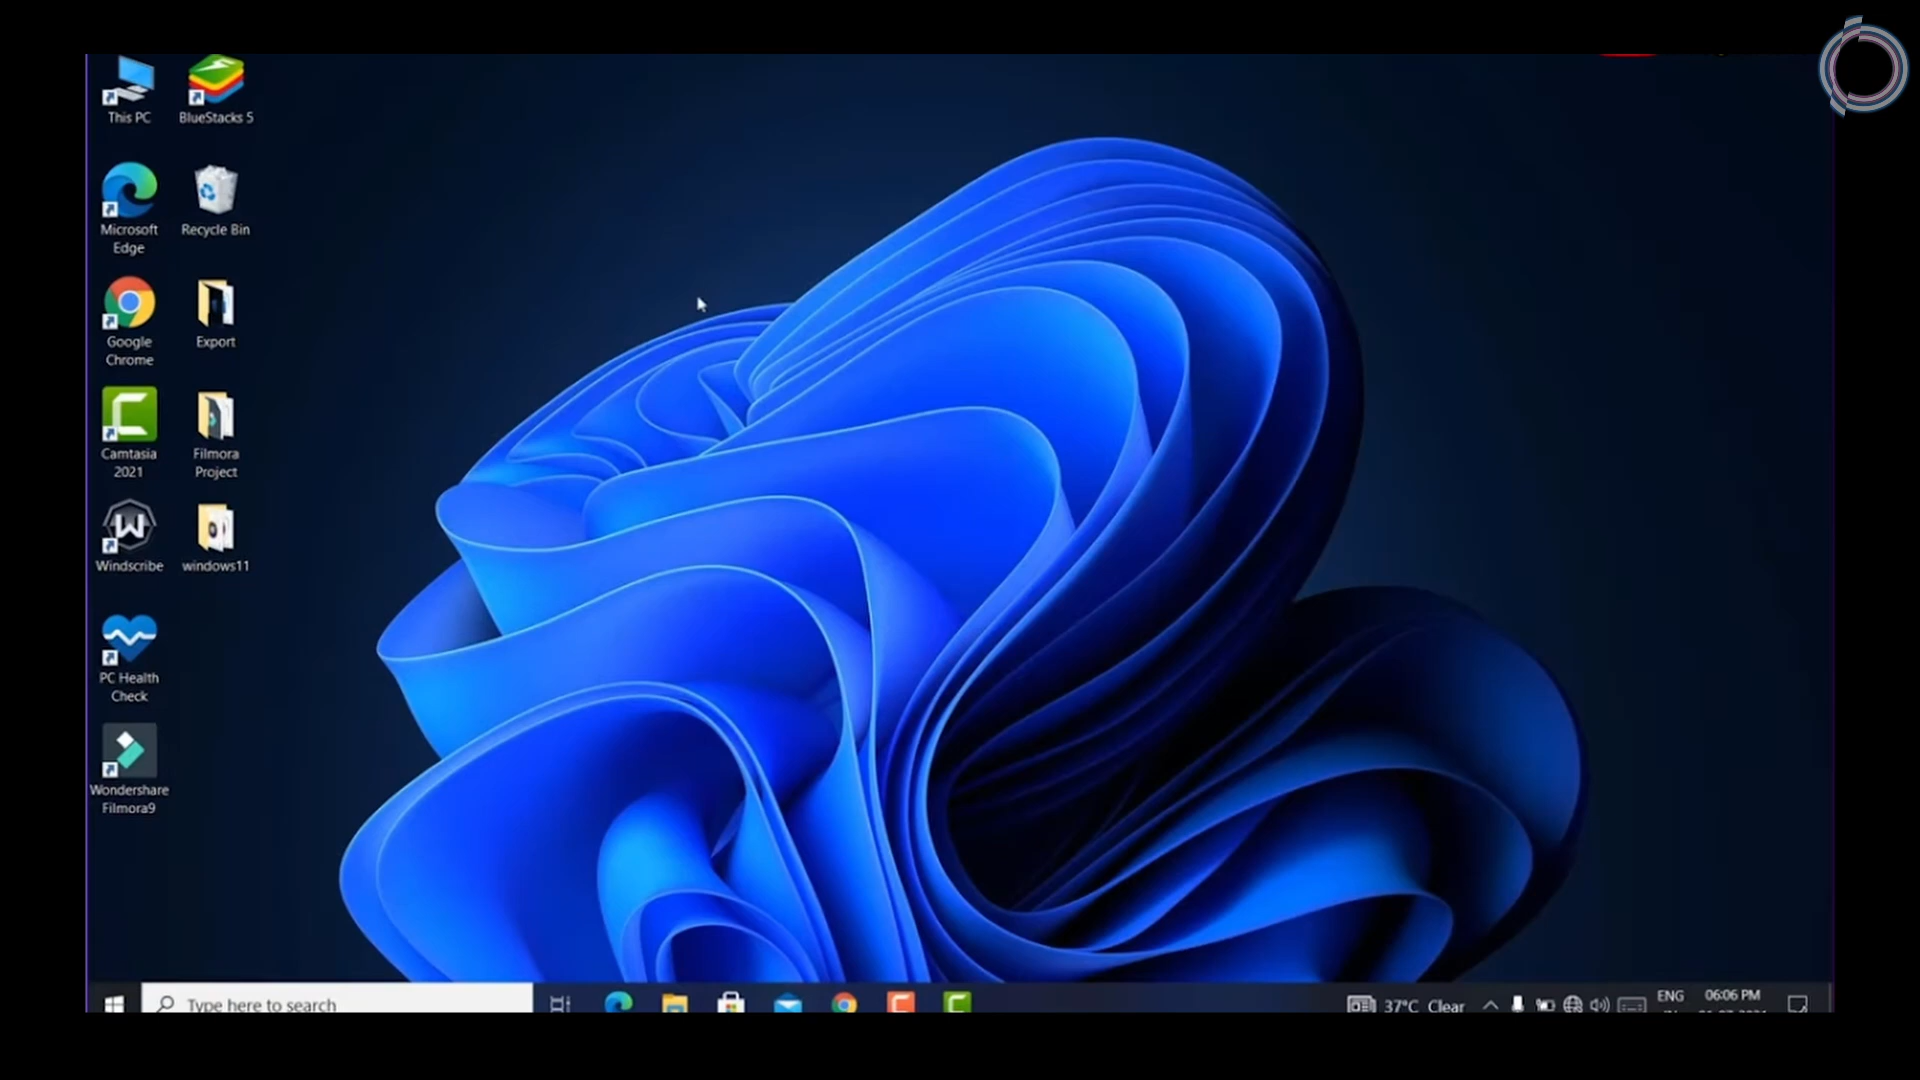 This PC
BlueStacks 5
Microsoft
Edge
Recycle Bin
Google
Chrome
Export
Camtasia
2021
Filmora
Project
Windscribe
windows11
PC Health
Check
Wondershare
Filmora9
Type here to search
37°C Clear
ENG
06:06 PM